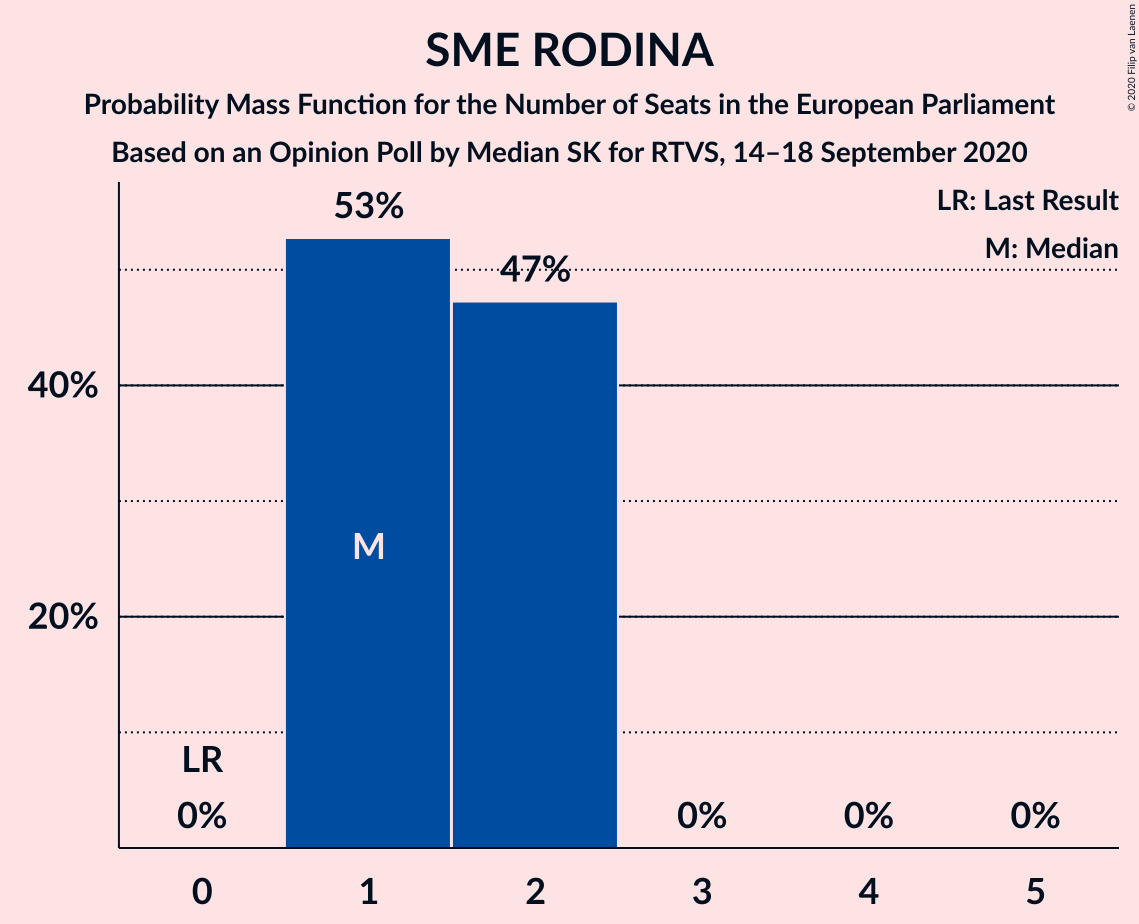 SME RODINA
Probability Mass Function for the Number of Seats in the European Parliament
Based on an Opinion Poll by Median SK for RTVS, 14–18 September 2020
© 2020 Filip van Laenen
LR: Last Result
M: Median
53%
47%
40%
20%
M
LR
0%
0%
0%
0%
0
1
2
3
4
5